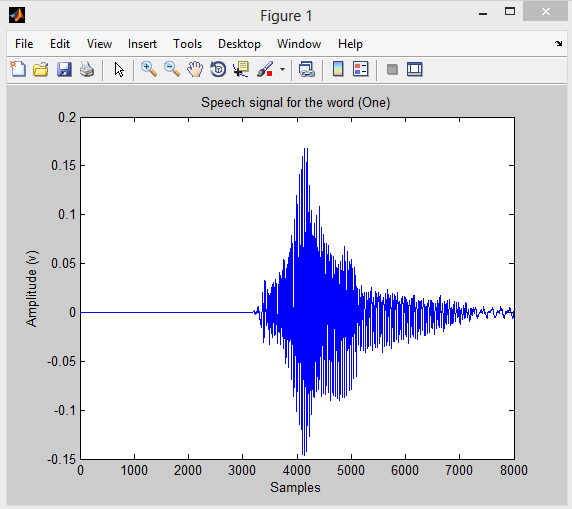 Figure 1
File Edit View Insert Tools Desktop Window Help
Speech signal for the word (One)
0.2
0.15
0.1
0.05
0
-0.05
-0.1
-0.15
Amplitude (v)
0 1000 2000 3000 4000 5000 6000 7000 8000
Samples